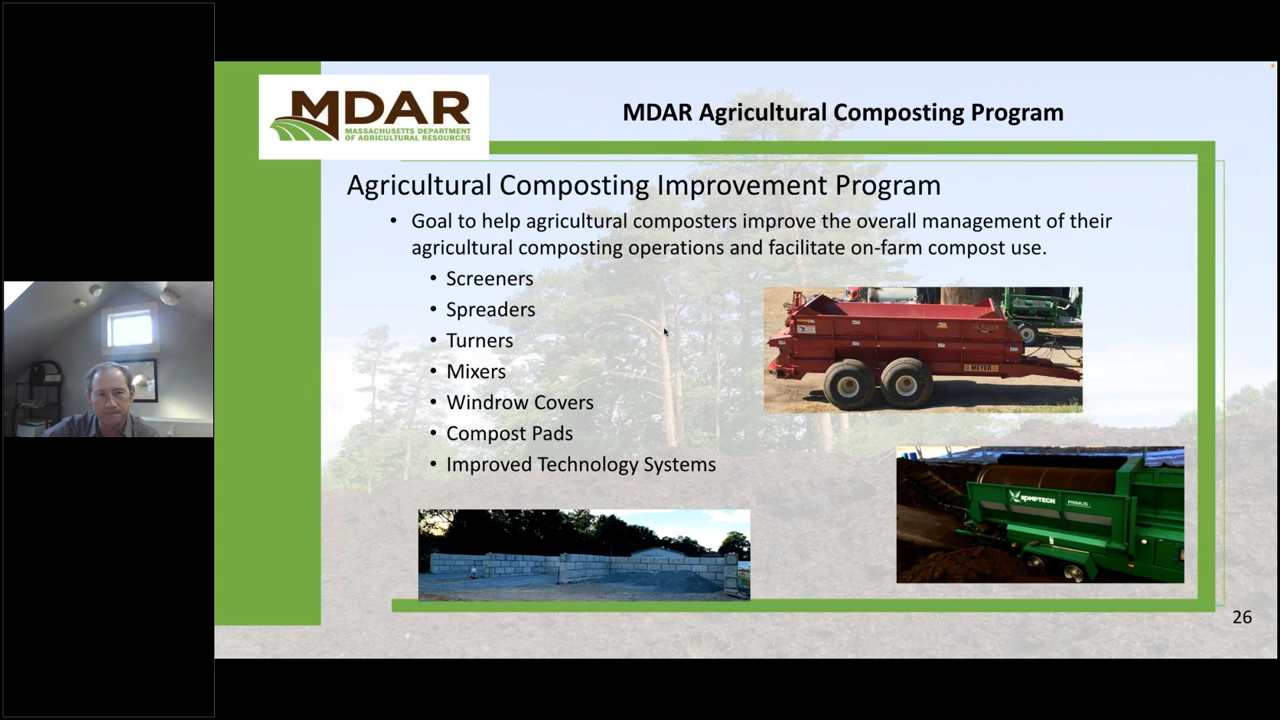 MDAR
MASSACHUSETTS DEPARTMENT
OF AGRICULTURAL RESOURCES
MDAR Agricultural Composting Program
Agricultural Composting Improvement Program
• Goal to help agricultural composters improve the overall management of their
agricultural composting operations and facilitate on-farm compost use.
• Screeners
• Spreaders
• Turners
• Mixers
• Windrow Covers
• Compost Pads
• Improved Technology Systems
MEYER
KOMPTECH
PRIMUS
26